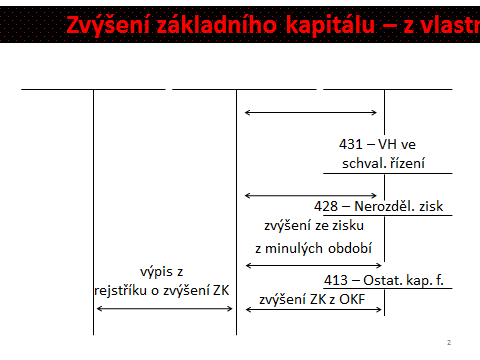 Zvýšení základního kapitálu – z vlastn
431 – VH ve
schval. řízení
428 – Nerozděl. zisk
zvýšení ze zisku
z minulých období
výpis z
rejstříku o zvýšení ZK
413 – Ostat. kap. f.
zvýšení ZK z OKF
2